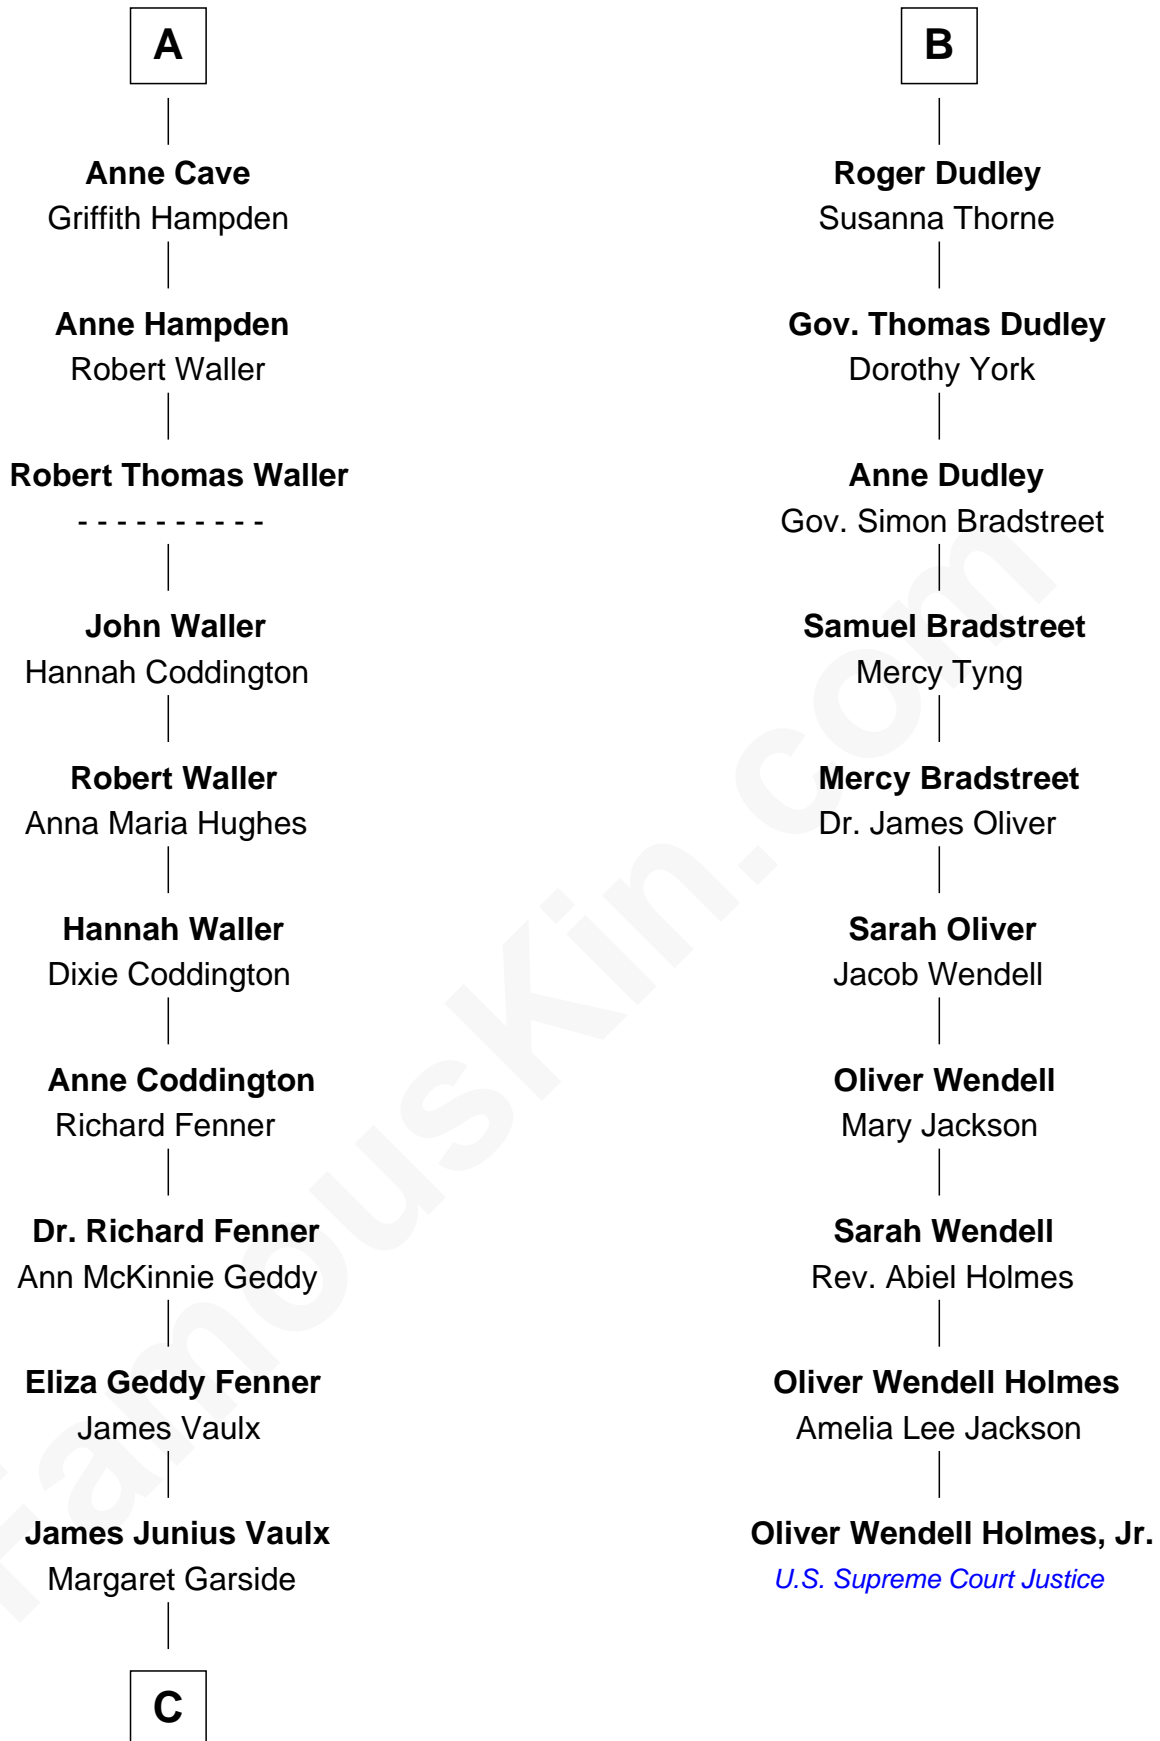 A
Anne Cave
Griffith Hampden
Anne Hampden
Robert Waller
Robert Thomas Waller
- - - - - - - - - -
John Waller
Hannah Coddington
Robert Waller
Anna Maria Hughes
Hannah Waller
Dixie Coddington
Anne Coddington
Richard Fenner
Dr. Richard Fenner
Ann McKinnie Geddy
Eliza Geddy Fenner
James Vaulx
James Junius Vaulx
Margaret Garside
C
B
Roger Dudley
Susanna Thorne
Gov. Thomas Dudley
Dorothy York
Anne Dudley
Gov. Simon Bradstreet
Samuel Bradstreet
Mercy Tyng
Mercy Bradstreet
Dr. James Oliver
Sarah Oliver
Jacob Wendell
Oliver Wendell
Mary Jackson
Sarah Wendell
Rev. Abiel Holmes
Oliver Wendell Holmes
Amelia Lee Jackson
Oliver Wendell Holmes, Jr.
U.S. Supreme Court Justice
FamousKin.com